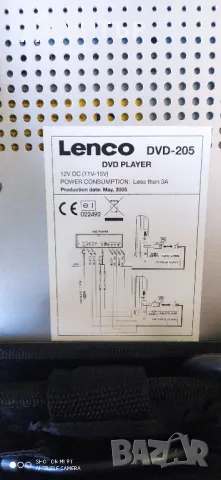 Lenco DVD-205
DVD PLAYER
12V DC (11V-15V)
POWER CONSUMPTION: Less than 3A
Production date: May, 2005
CE e1
022492
SHOT ON MI 9T
AI TRIPLE CAMERA
BAZAR